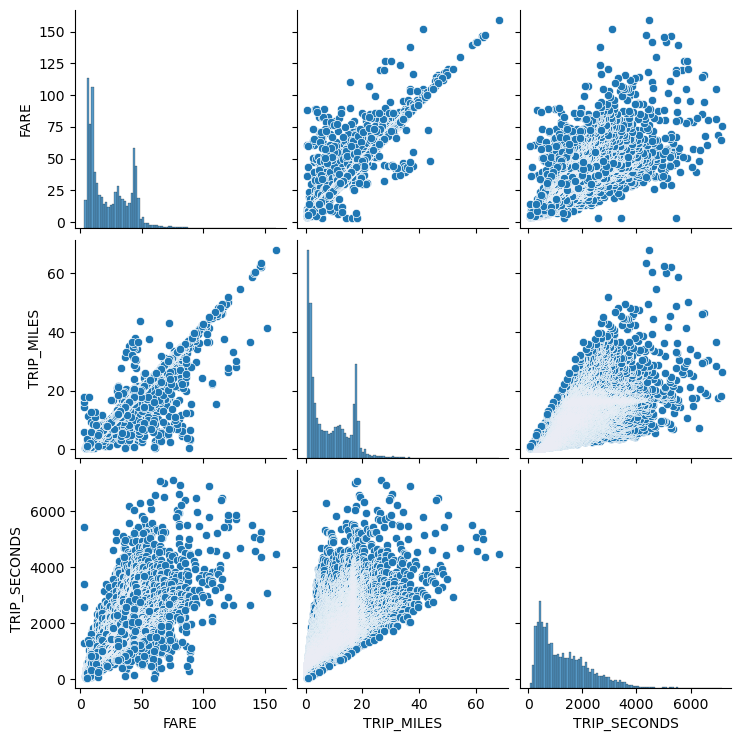 150
125
100
75
50
25
0
FARE
60
40
20
0
TRIP_MILES
6000
4000
2000
0
TRIP_SECONDS
0 50 100 150
FARE
0 20 40 60
TRIP_MILES
0 2000 4000 6000
TRIP_SECONDS